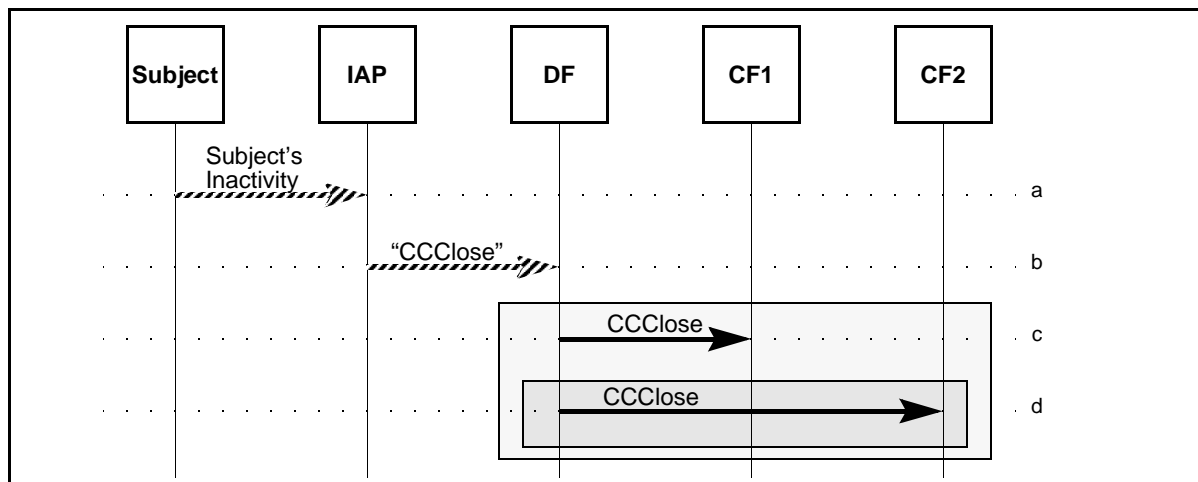 Subject IAP DF CF1 CF2
Subject's
Inactivity
a
“CCClose”
b
CCClose
c
CCClose
d